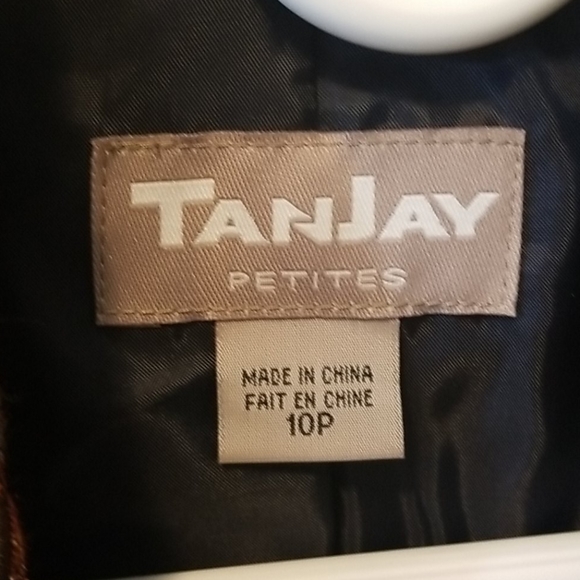 TANJAY
PETITES
MADE IN CHINA
FAIT EN CHINE
10P